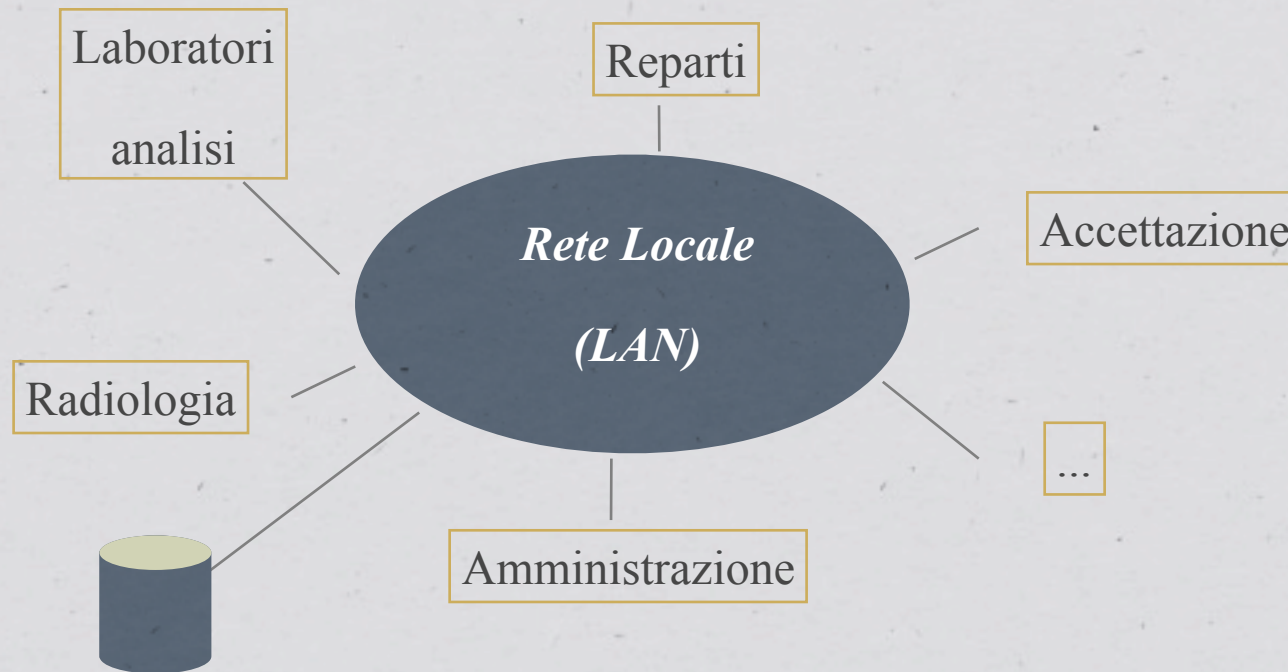 Laboratori
analisi
Reparti
Rete Locale
(LAN)
Accettazione
Radiologia
...
Amministrazione